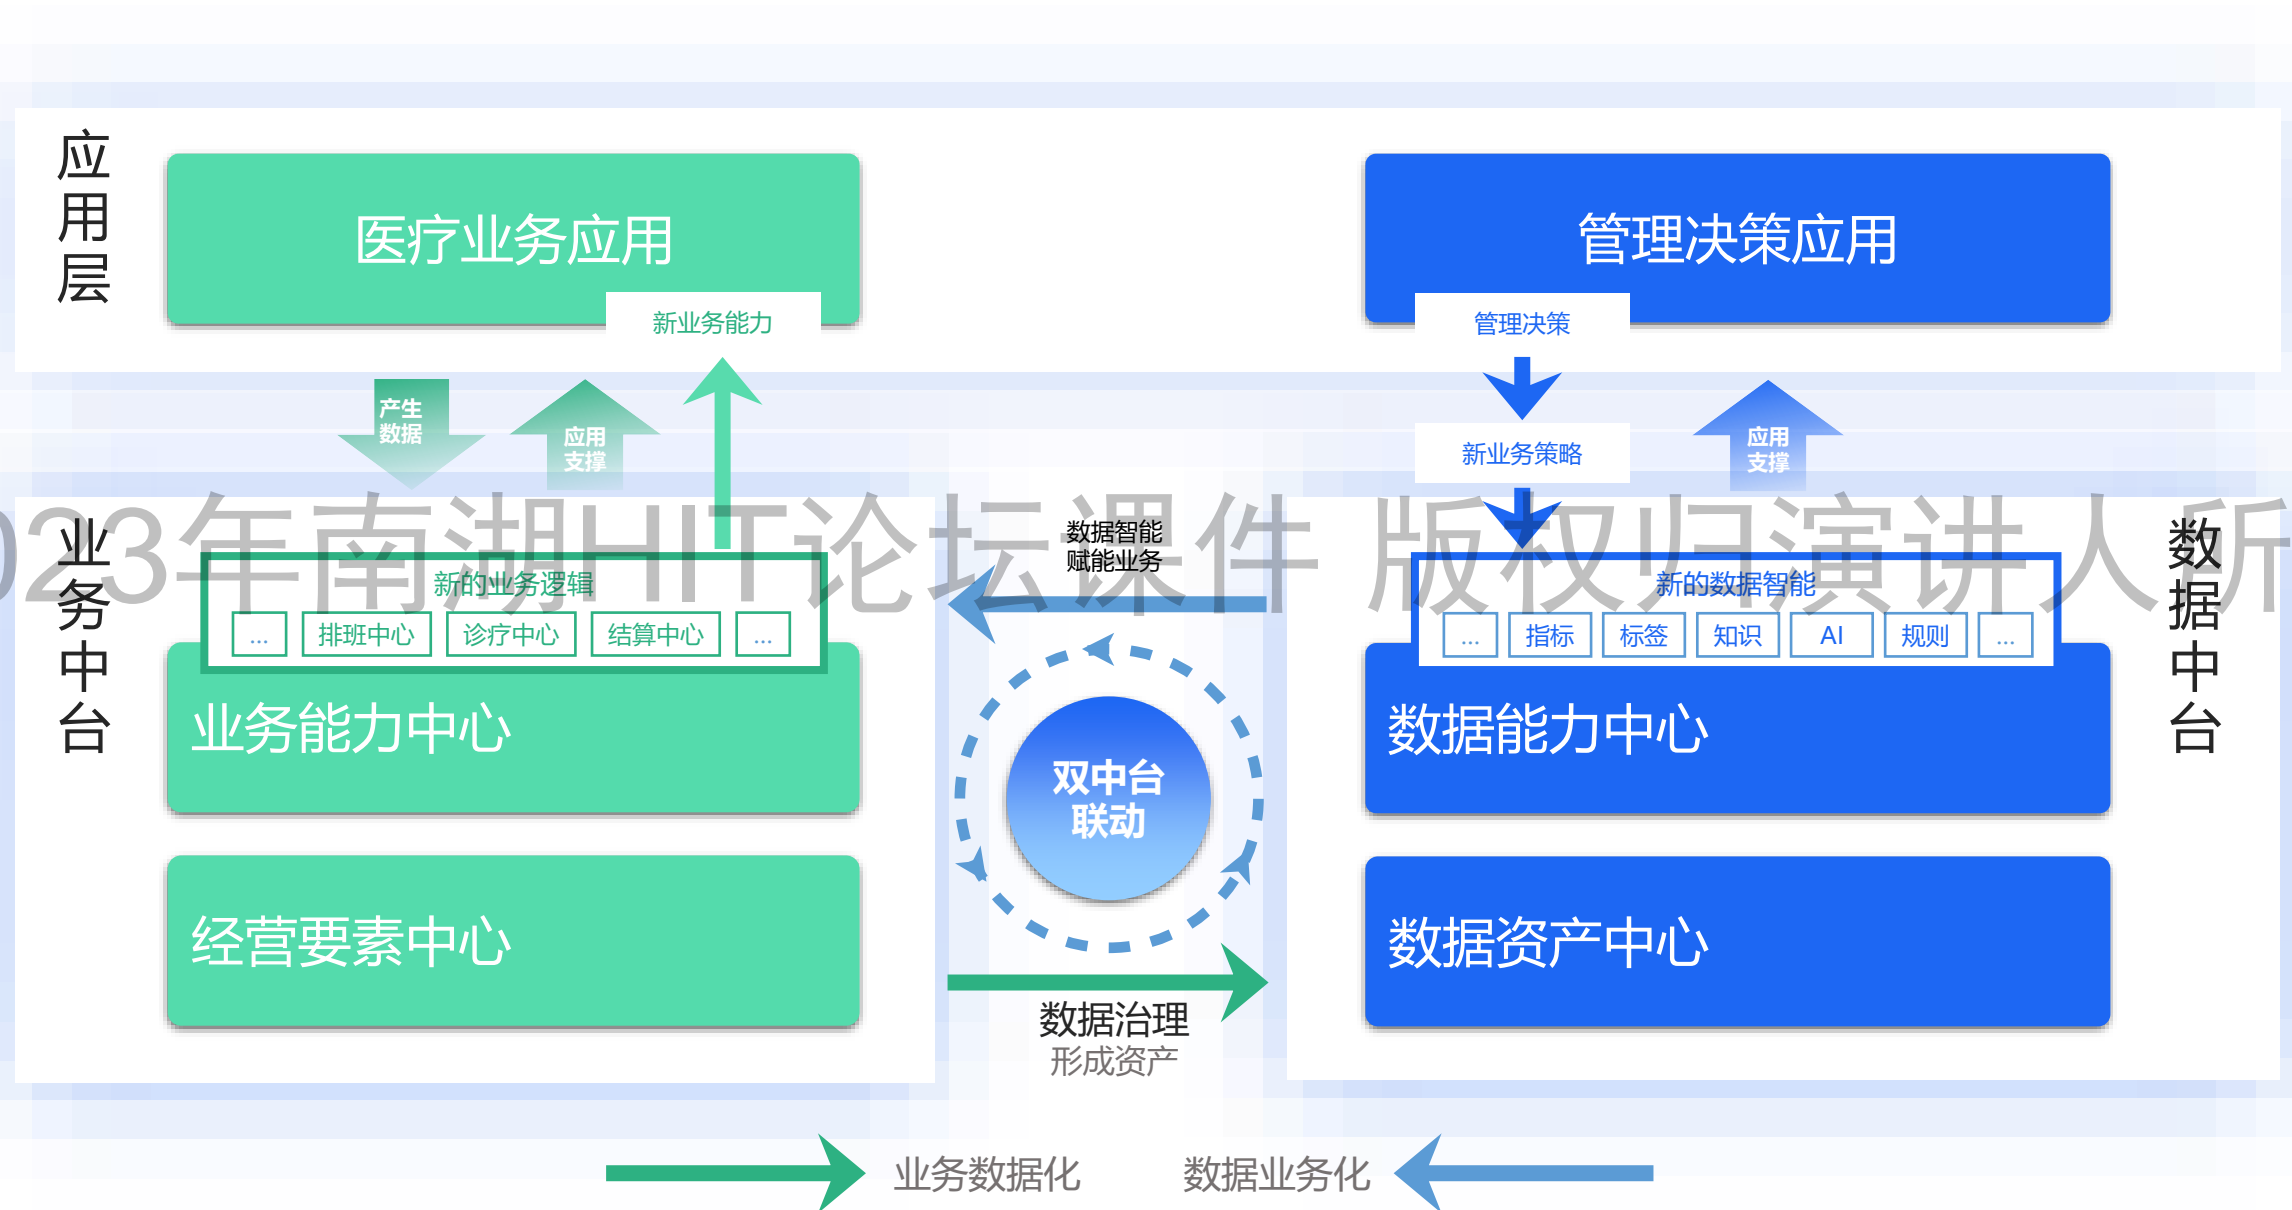 应用层
医疗业务应用
管理决策应用
新业务能力
管理决策
产生
数据
应用
支撑
新业务策略
应用
支撑
023年南湖HIT论坛课件 版权归演讲人所
业务中台
数据智能
赋能业务
数据中台
新的业务逻辑
... 排班中心 诊疗中心 结算中心 ...
新的数据智能
... 指标 标签 知识 AI 规则 ...
业务能力中心
双中台
联动
数据能力中心
经营要素中心
数据资产中心
数据治理
形成资产
业务数据化
数据业务化